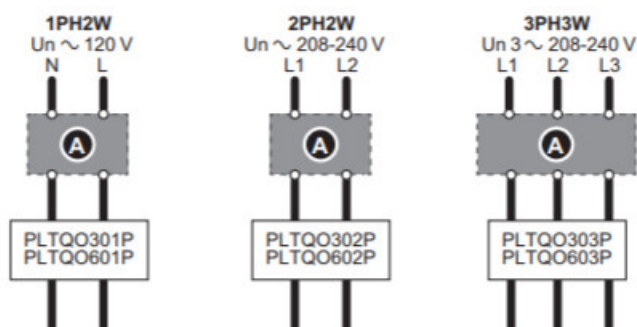 1PH2W
Un ~ 120 V
N L
A
PLTQO301P
PLTQO601P
2PH2W
Un ~ 208-240 V
L1 L2
A
PLTQO302P
PLTQO602P
3PH3W
Un 3 ~ 208-240 V
L1 L2 L3
A
PLTQO303P
PLTQO603P